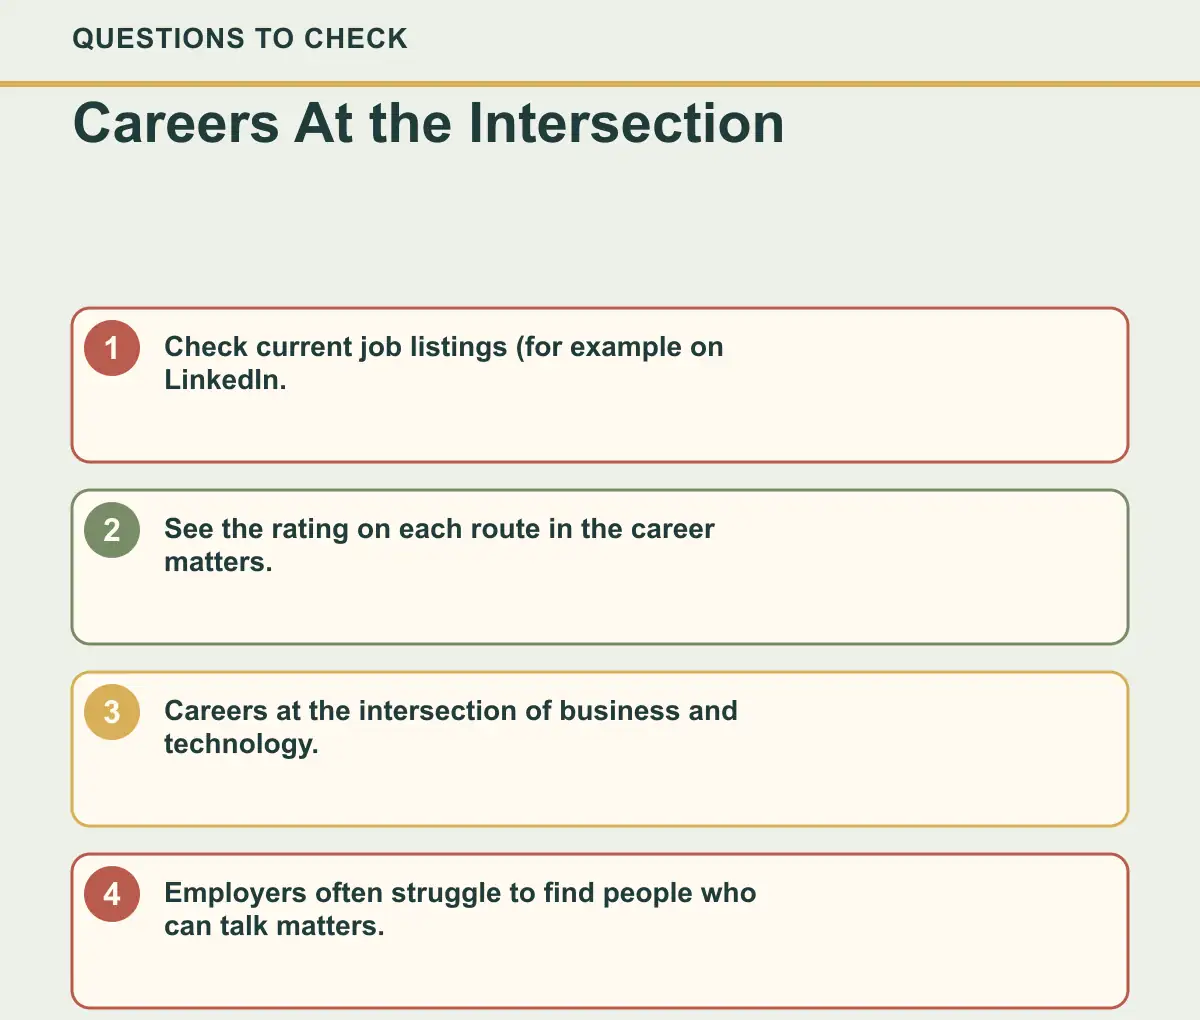 QUESTIONS TO CHECK
Careers At the Intersection
1
Check current job listings (for example on
LinkedIn.
2
See the rating on each route in the career
matters.
3
Careers at the intersection of business and
technology.
4
Employers often struggle to find people who
can talk matters.